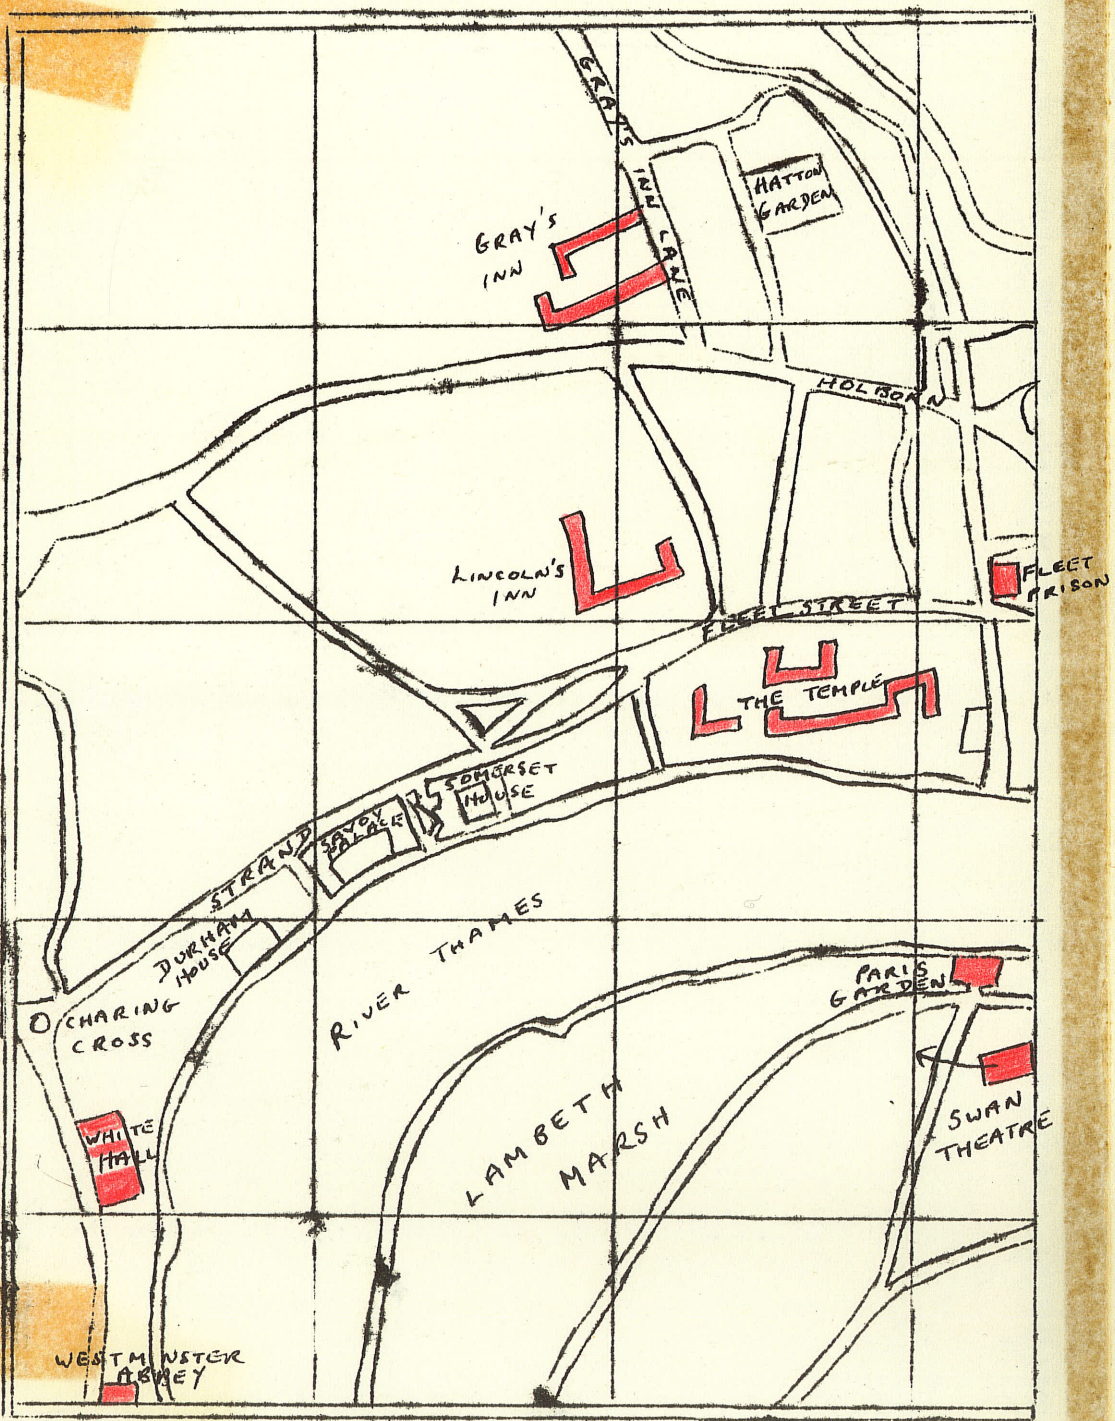 GRAY'S INN LANE
HATTON
GARDEN
GRAY'S
INN
HOLBORN
LINCOLN'S
INN
FLEET
PRISON
FLEET STREET
THE TEMPLE
SOMERSET
HOUSE
SAVOY
PALACE
STRAND
DURHAM
HOUSE
RIVER THAMES
PARIS
GARDEN
CHARING
CROSS
LAMBETH
MARSH
SWAN
THEATRE
WHITE
HALL
WESTMINSTER
ABBEY